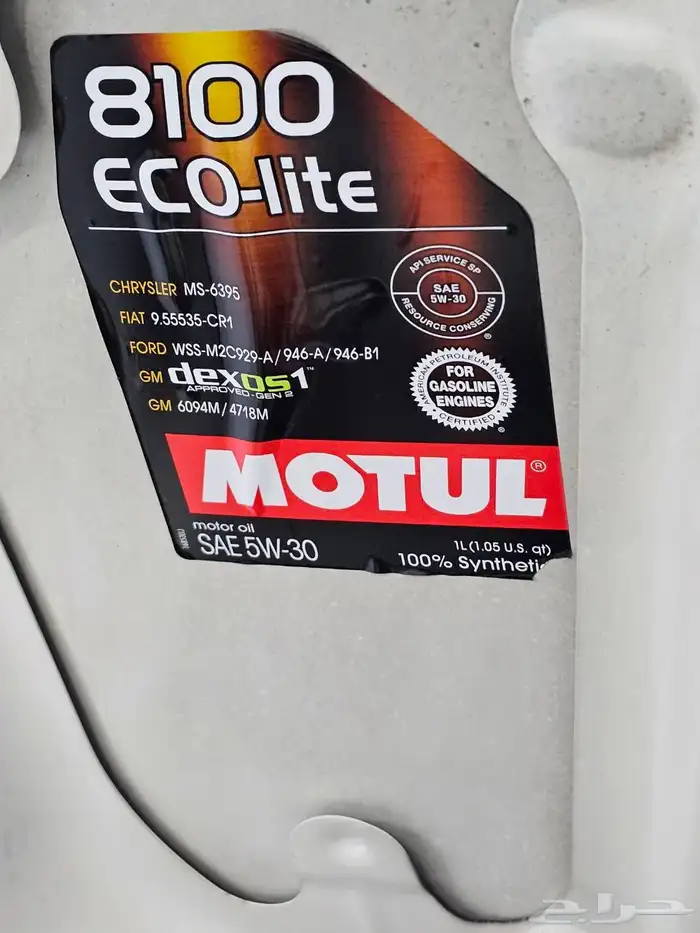 8100
ECO-lite
CHRYSLER MS-6395
FIAT 9.55535-CR1
FORD WSS-M2C929-A / 946-A / 946-B1
GM dexos1™
APPROVED-GEN 2
GM 6094M / 4718M
API SERVICE SP
SAE
5W-30
RESOURCE CONSERVING
®
AMERICAN PETROLEUM INSTITUTE
FOR
GASOLINE
ENGINES
CERTIFIED
®
MOTUL®
motor oil
SAE 5W-30
1L (1.05 U.S. qt)
100% Synthetic
حراج